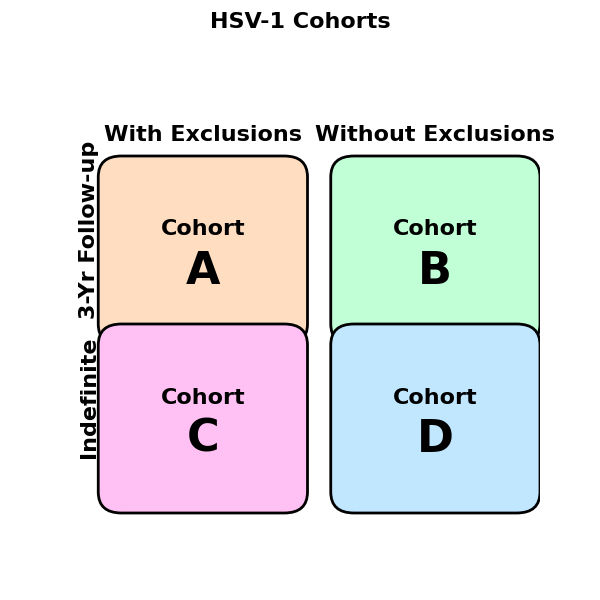 HSV-1 Cohorts
With Exclusions
Without Exclusions
3-Yr Follow-up
Cohort
A
Cohort
B
Indefinite
Cohort
C
Cohort
D